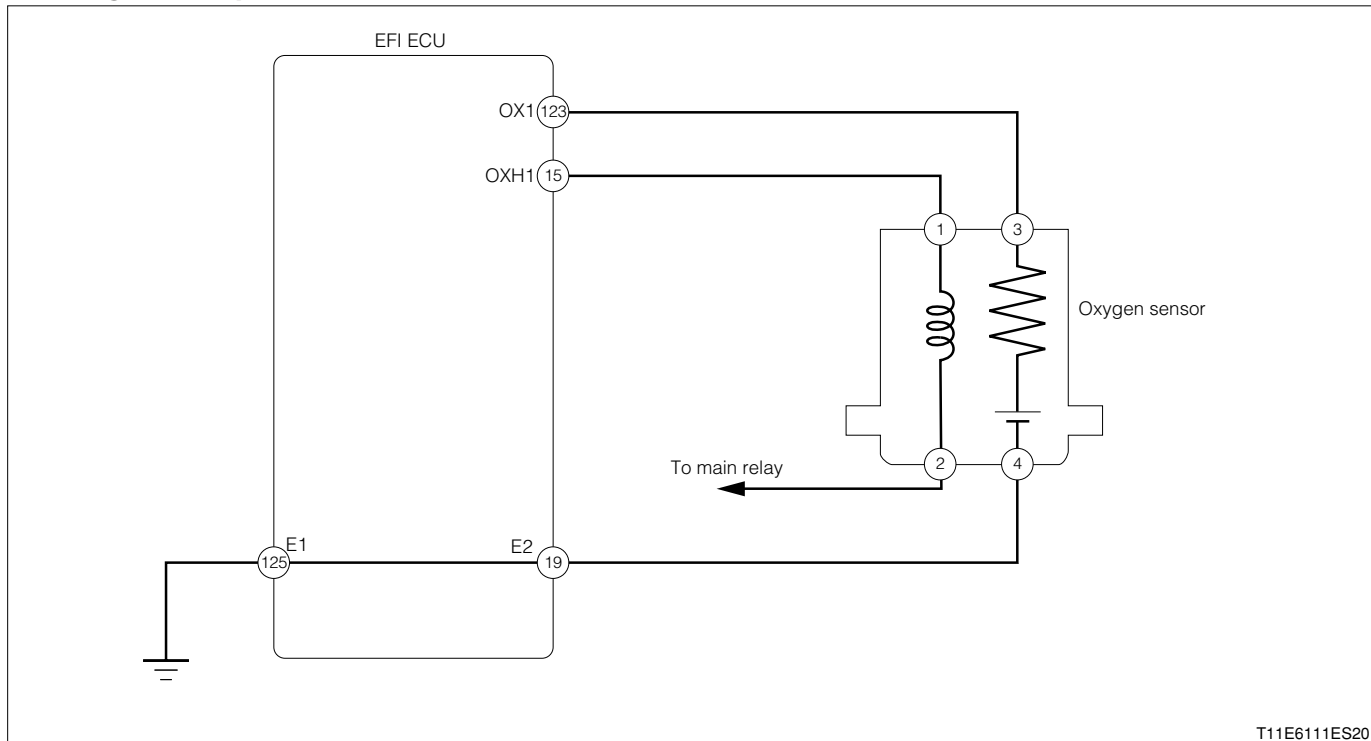 EFI ECU
OX1 123
OXH1 15
1 3
Oxygen sensor
To main relay
2 4
E1
125
E2
19
T11E6111ES20